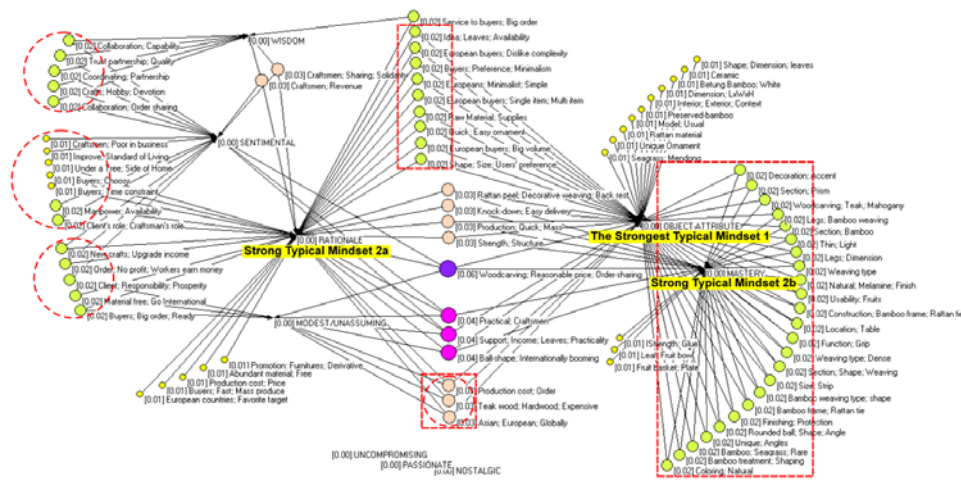 [0.02] Collaboration; Capability
[0.02] Trust partnership; Quality
[0.02] Coordinating; Partnership
[0.02] Crafts; Hobby; Devotion
[0.02] Collaboration; Order sharing
[0.00] WISDOM
[0.03] Craftsmen; Sharing; Solidarity
[0.03] Craftsmen; Revenue
[0.00] SENTIMENTAL
[0.01] Craftsmen; Poor in business
[0.01] Improve; Standard of Living
[0.01] Under a Tree; Side of Home
[0.01] Buyers; Choosy
[0.01] Buyers; Time constraint
[0.02] Manpower; Availability
[0.02] Client's role; Craftsman's role
[0.00] RATIONALE
Strong Typical Mindset 2a
[0.02] New crafts; Upgrade income
[0.02] Order; No profit; Workers earn money
[0.02] Client; Responsibility; Prosperity
[0.02] Material free; Go International
[0.02] Buyers; Big order; Ready
[0.00] MODEST/UNASSUMING
[0.01] Promotion; Furnitures; Derivative
[0.01] Abundant material; Free
[0.01] Production cost; Price
[0.01] Buyers; Fast; Mass produce
[0.01] European countries; Favorite target
[0.02] Service to buyers; Big order
[0.02] Idika; Leaves; Availability
[0.02] European buyers; Dislike complexity
[0.02] Buyers; Preference; Minimalism
[0.02] Europeans; Minimalist; Simple
[0.02] European buyers; Single item; Multi item
[0.02] Raw Material; Supplies
[0.02] Quick; Easy ornament
[0.02] European buyers; Big volume
[0.02] Shape; Size; Users' preference
[0.03] Rattan peel; Decorative weaving; Back rest
[0.03] Knock-down; Easy delivery
[0.03] Production; Quick; Mass
[0.03] Strength; Structure
[0.06] Woodcarving; Reasonable price; Order-sharing
[0.04] Practical; Craftsmen
[0.04] Support; Income; Leaves; Practicality
[0.04] Ball-shape; Internationally booming
[0.03] Production cost; Order
[0.03] Teak wood; Hardwood; Expensive
[0.03] Asian; European; Globally
[0.00] UNCOMPROMISING
[0.00] PASSIONATE
[0.00] NOSTALGIC
[0.01] Shape; Dimension; leaves
[0.01] Ceramic
[0.01] Betung Bamboo; White
[0.01] Dimension; LxWxH
[0.01] Interior; Exterior; Context
[0.01] Preserved bamboo
[0.01] Model; Usual
[0.01] Rattan material
[0.01] Unique Ornament
[0.01] Seagrass; Mendong
[0.00] OBJECT-ATTRIBUTE
The Strongest Typical Mindset 1
[0.00] MASTERY
Strong Typical Mindset 2b
[0.01] Strength; Glue
[0.01] Leaf; Fruit bowl
[0.01] Fruit basket; Plate
[0.02] Decoration; Accent
[0.02] Section; Prism
[0.02] Woodcarving; Teak; Mahogany
[0.02] Legs; Bamboo weaving
[0.02] Section; Bamboo
[0.02] Thin; Light
[0.02] Legs; Dimension
[0.02] Weaving type
[0.02] Natural; Melamine; Finish
[0.02] Usability; Fruits
[0.02] Construction; Bamboo frame; Rattan tie
[0.02] Location; Table
[0.02] Function; Grip
[0.02] Weaving type; Dense
[0.02] Section; Shape; Weaving
[0.02] Size; Strip
[0.02] Bamboo weaving type; shape
[0.02] Bamboo frame; Rattan tie
[0.02] Finishing; Protection
[0.02] Rounded ball; Shape; Angle
[0.02] Unique; Angles
[0.02] Bamboo; Seagrass; Rare
[0.02] Bamboo treatment; Shaping
[0.02] Coloring; Natural